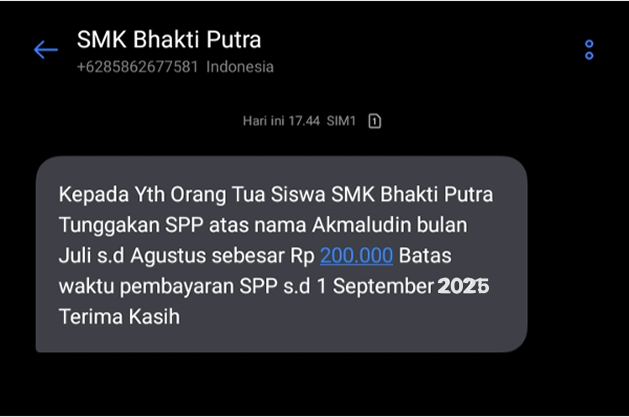 SMK Bhakti Putra
+6285862677581 Indonesia
Hari ini 17.44 SIM1 1
Kepada Yth Orang Tua Siswa SMK Bhakti Putra
Tunggakan SPP atas nama Akmaludin bulan
Juli s.d Agustus sebesar Rp 200.000 Batas
waktu pembayaran SPP s.d 1 September
Terima Kasih